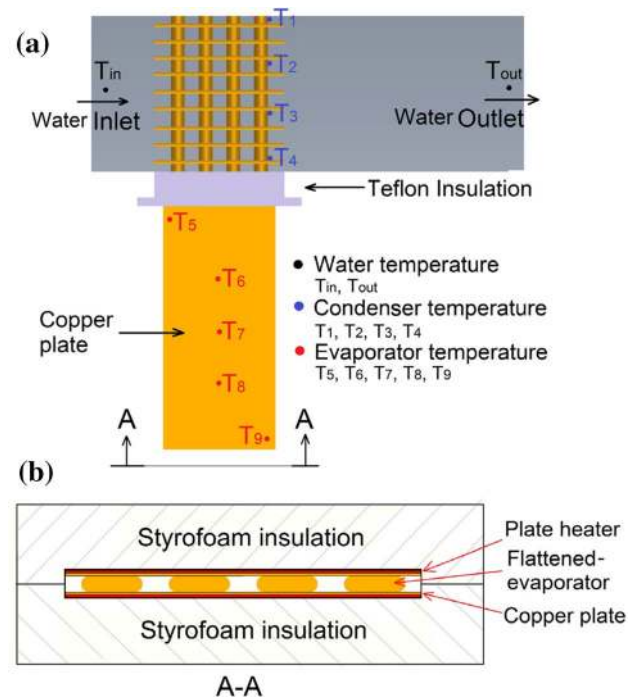 (a)
T1
T2
Tin
Tout
Water Inlet
T3
Water Outlet
T4
Teflon Insulation
T5
T6
Water temperature
Tin, Tout
Condenser temperature
T1, T2, T3, T4
Copper
plate
T7
Evaporator temperature
T5, T6, T7, T8, T9
T8
A
A
T9
(b)
Styrofoam insulation
Plate heater
Flattened-
evaporator
Copper plate
Styrofoam insulation
A-A